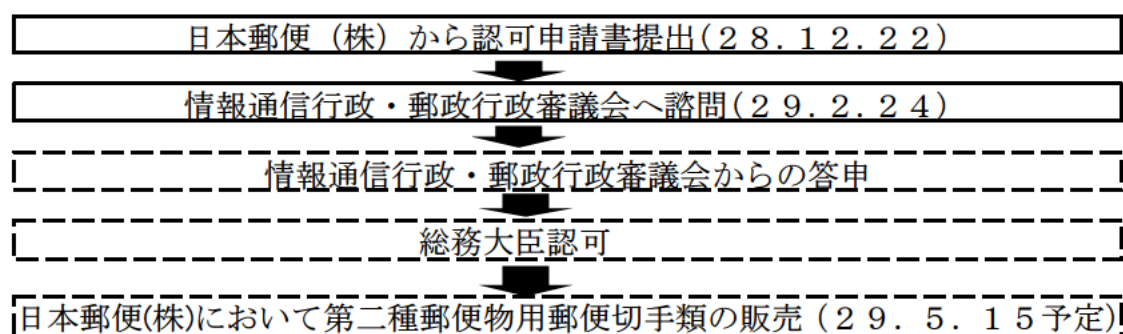 日本郵便（株）から認可申請書提出(２８．１２．２２)
情報通信行政・郵政行政審議会へ諮問(２９．２．２４)
情報通信行政・郵政行政審議会からの答申
総務大臣認可
日本郵便(株)において第二種郵便物用郵便切手類の販売（２９．５．１５予定)